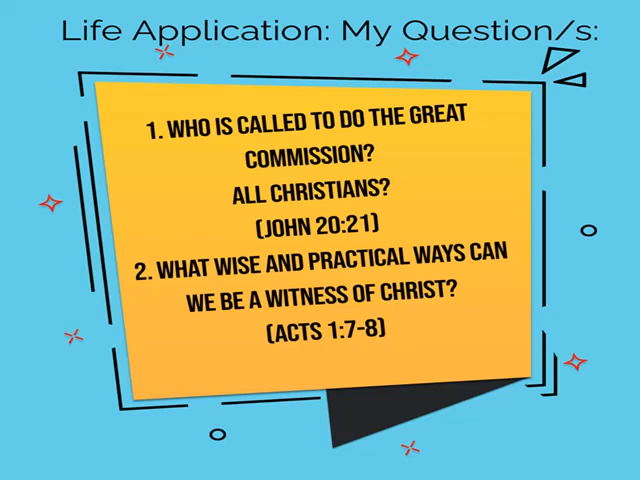 Life Application: My Question/s:
1. WHO IS CALLED TO DO THE GREAT
COMMISSION?
ALL CHRISTIANS?
(JOHN 20:21)
2. WHAT WISE AND PRACTICAL WAYS CAN
WE BE A WITNESS OF CHRIST?
(ACTS 1:7-8)